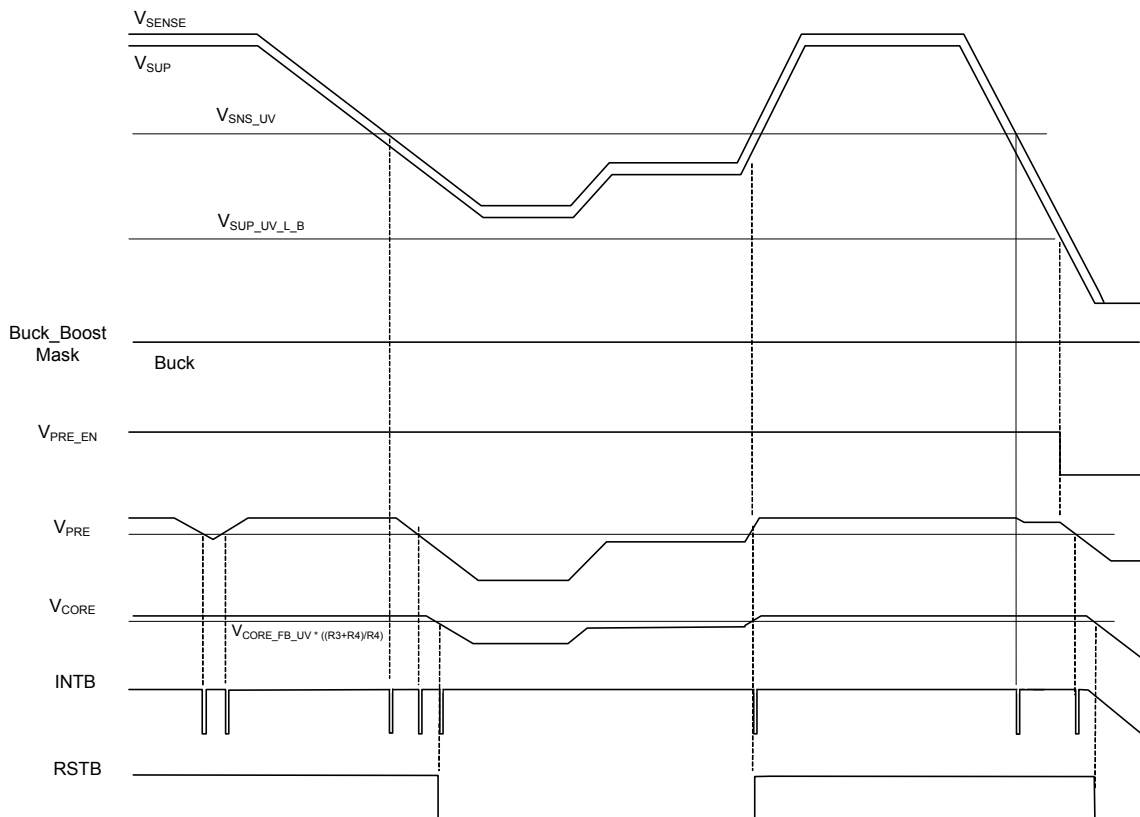 VSENSE
VSUP
VSNS_UV
VSUP_UV_L_B
Buck_Boost
Mask
Buck
VPRE_EN
VPRE
VCORE
VCORE_FB_UV * ((R3+R4)/R4)
INTB
RSTB